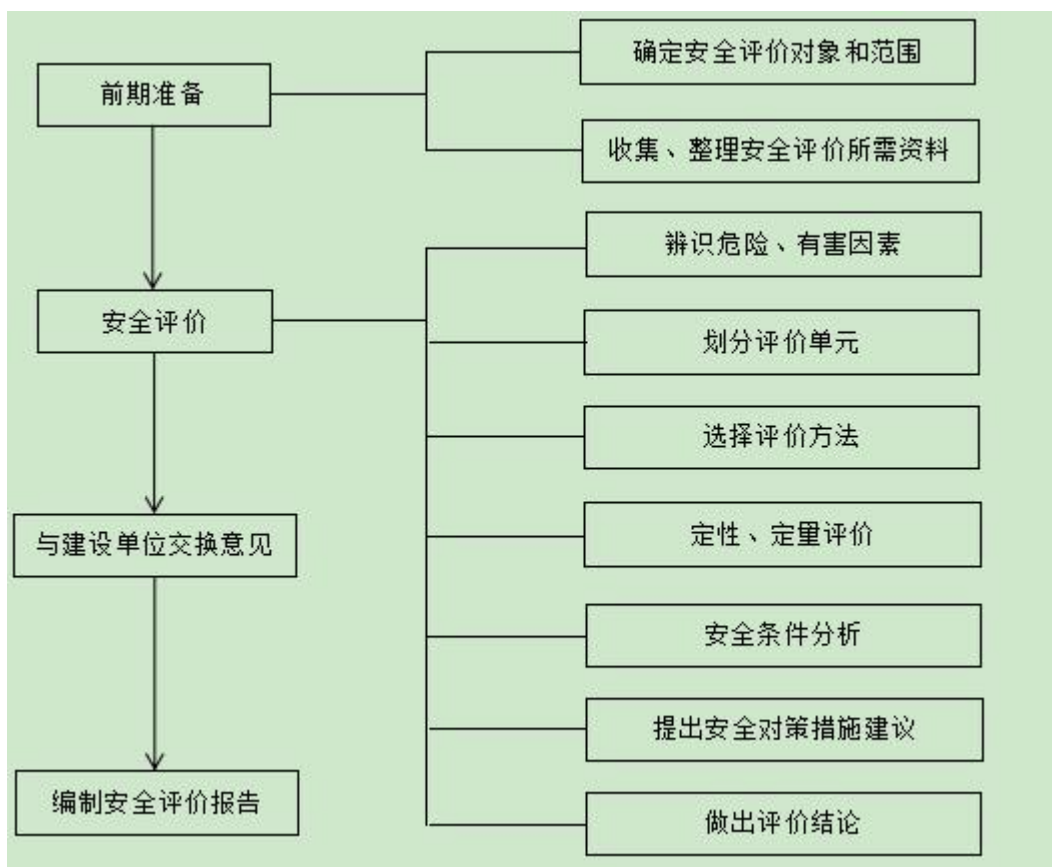 确定安全评价对象和范围
前期准备
收集、整理安全评价所需资料
辨识危险、有害因素
安全评价
划分评价单元
选择评价方法
与建设单位交换意见
定性、定量评价
安全条件分析
提出安全对策措施建议
编制安全评价报告
做出评价结论